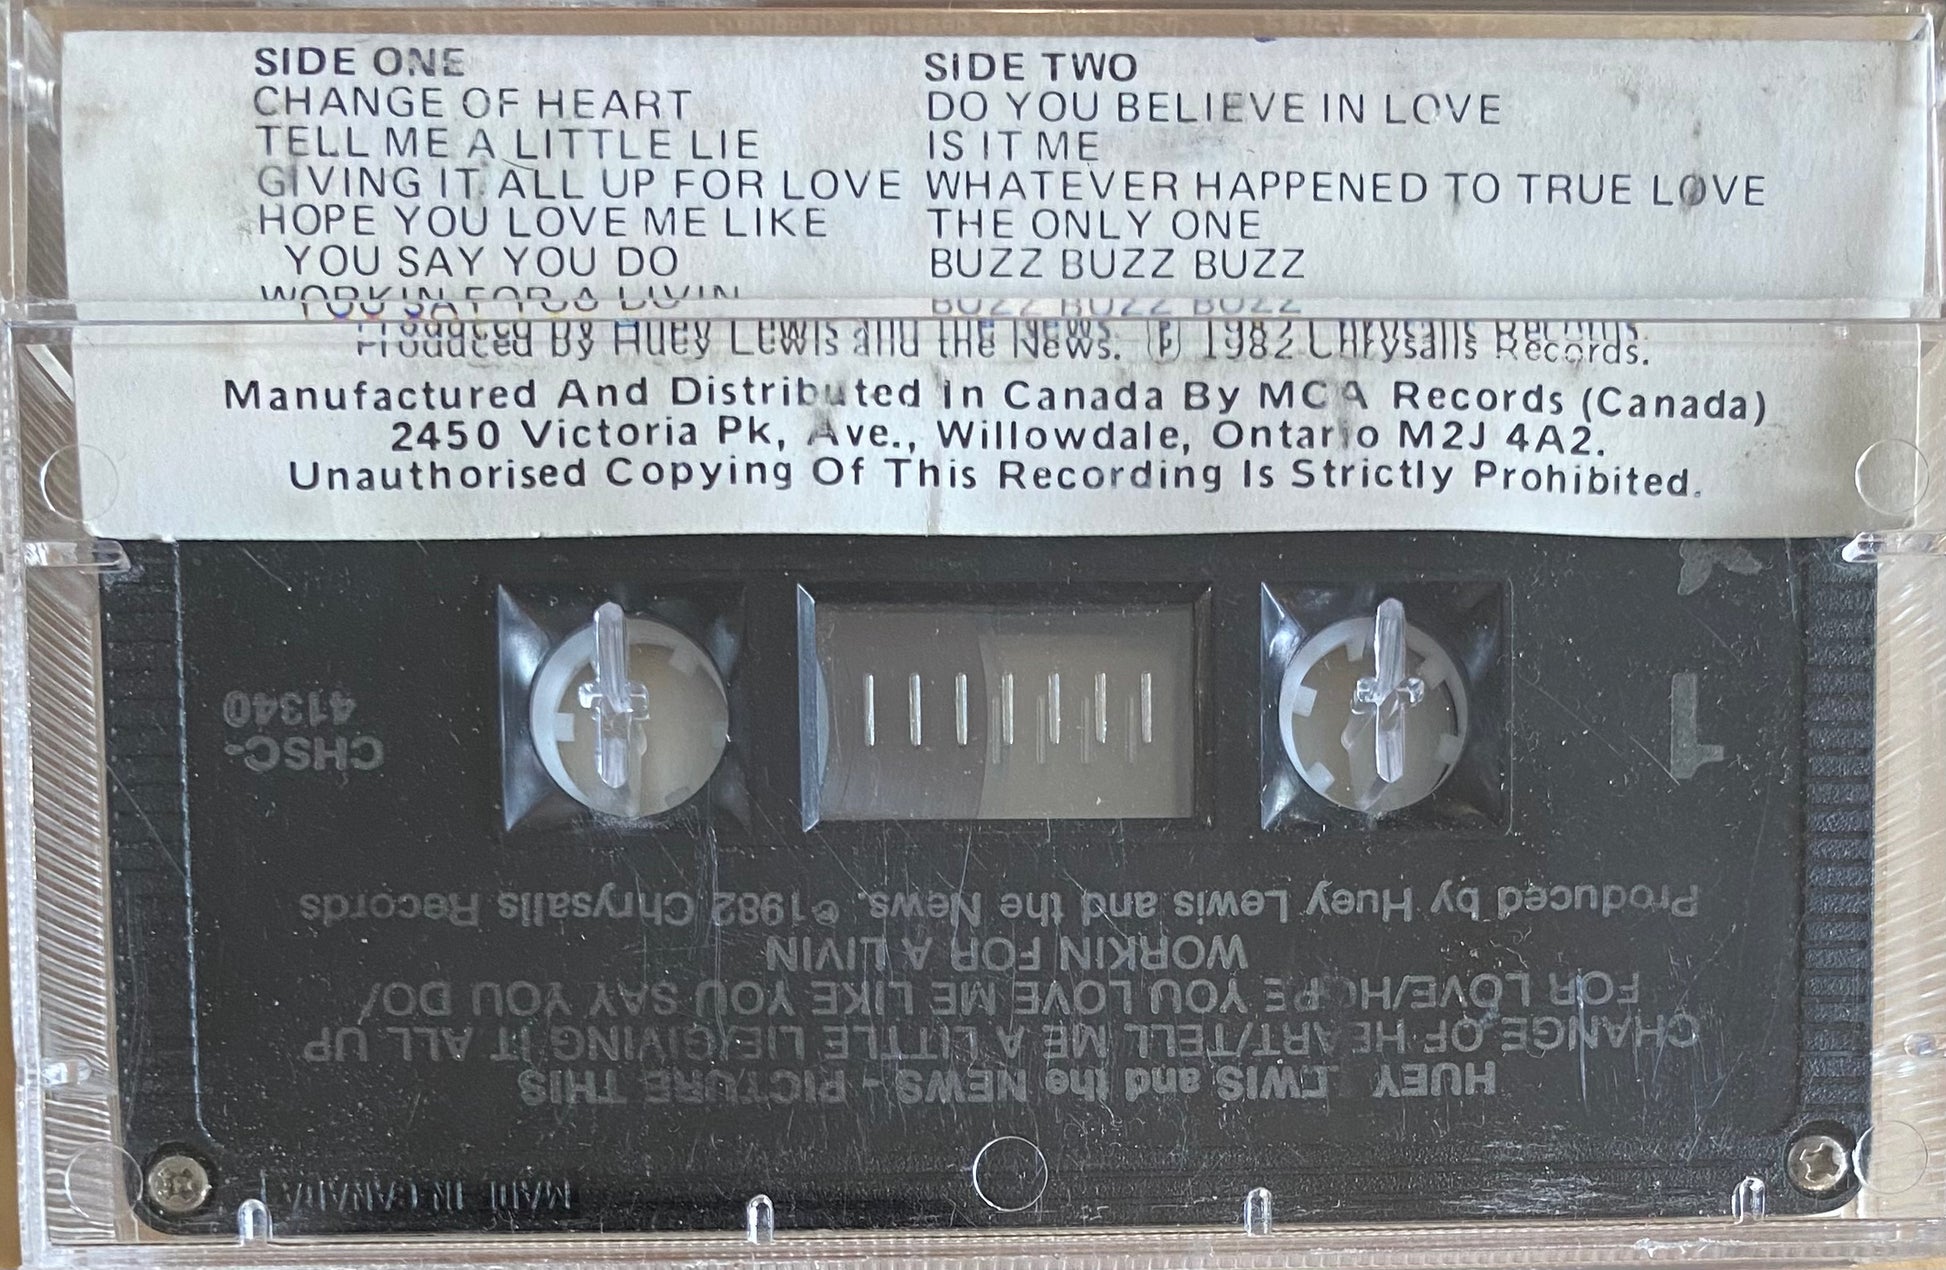 SIDE ONE
CHANGE OF HEART
TELL ME A LITTLE LIE
GIVING IT ALL UP FOR LOVE
HOPE YOU LOVE ME LIKE
YOU SAY YOU DO
WORKIN FOR A LIVIN
SIDE TWO
DO YOU BELIEVE IN LOVE
IS IT ME
WHATEVER HAPPENED TO TRUE LOVE
THE ONLY ONE
BUZZ BUZZ BUZZ
Produced By Huey Lewis and the News. ℗ 1982 Chrysalis Records.
Manufactured And Distributed In Canada By MCA Records (Canada)
2450 Victoria Pk, Ave., Willowdale, Ontario M2J 4A2.
Unauthorised Copying Of This Recording Is Strictly Prohibited.
MADE IN CANADA
HUEY LEWIS and the NEWS - PICTURE THIS
CHANGE OF HEART/TELL ME A LITTLE LIE/GIVING IT ALL UP
FOR LOVE/HOPE YOU LOVE ME LIKE YOU SAY YOU DO/
WORKIN FOR A LIVIN
Produced by Huey Lewis and the News. ℗1982 Chrysalis Records
1
CHSC-
41340